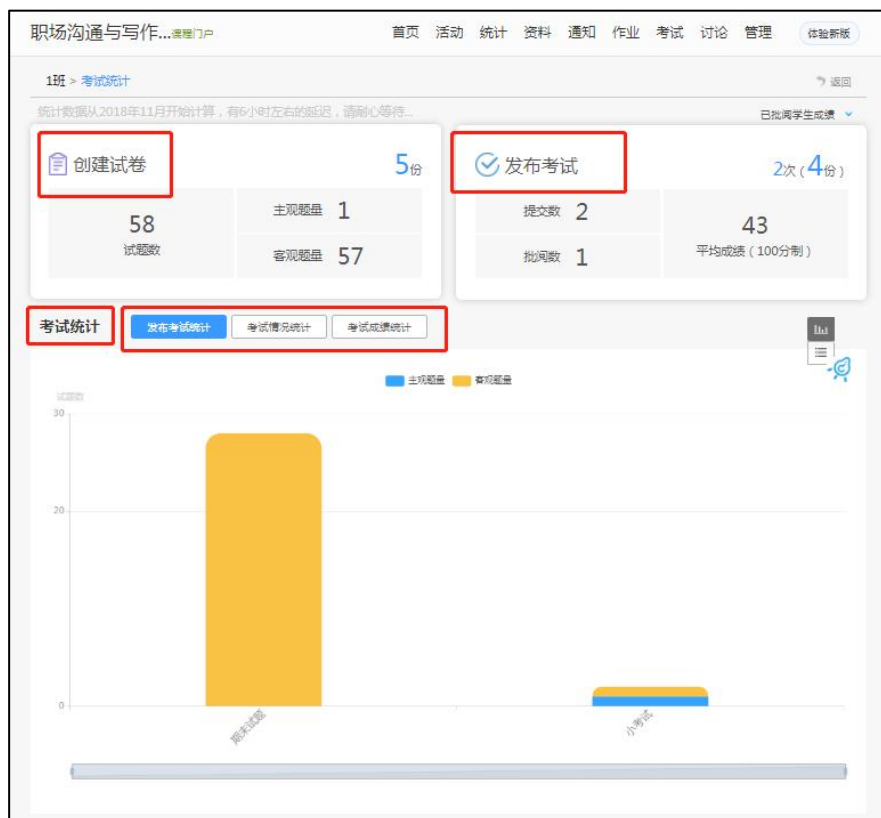 职场沟通与写作...课程门户 首页 活动 统计 资料 通知 作业 考试 讨论 管理 体验新版
1班 > 考试统计 返回
统计数据从2018年11月开始计算，有6小时左右的延迟，请耐心等待...
已批阅学生成绩
创建试卷 5份
58
试题数
主观题量 1
客观题量 57
发布考试 2次（4份）
提交数 2
批阅数 1
43
平均成绩（100分制）
考试统计 发布考试统计 考试情况统计 考试成绩统计
主观题量 客观题量
试题数
30
20
0
期末试题
小考试